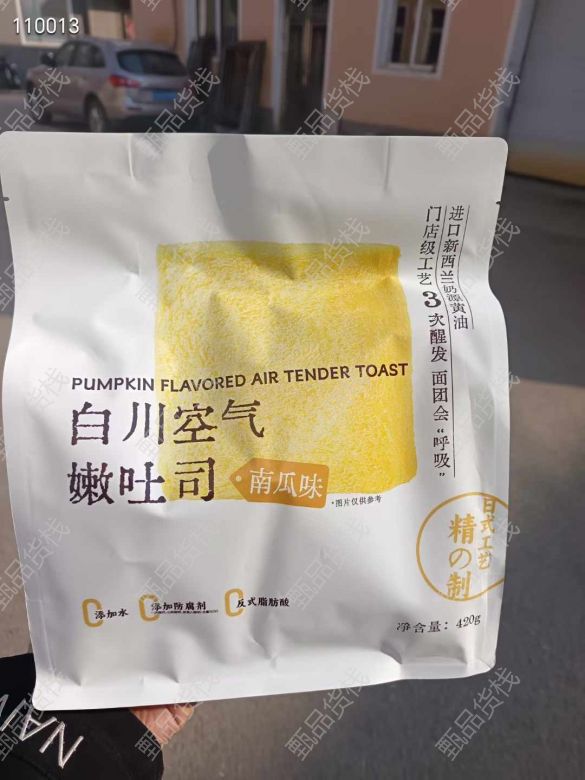 110013
进口新西兰奶源黄油
门店级工艺3次醒发 面团会“呼吸”
PUMPKIN FLAVORED AIR TENDER TOAST
白川空气
嫩吐司
南瓜味
·图片仅供参考
日式工艺
精の制
0添加水
0添加防腐剂
0反式脂肪酸
净含量：420g
NAN
甄品货栈